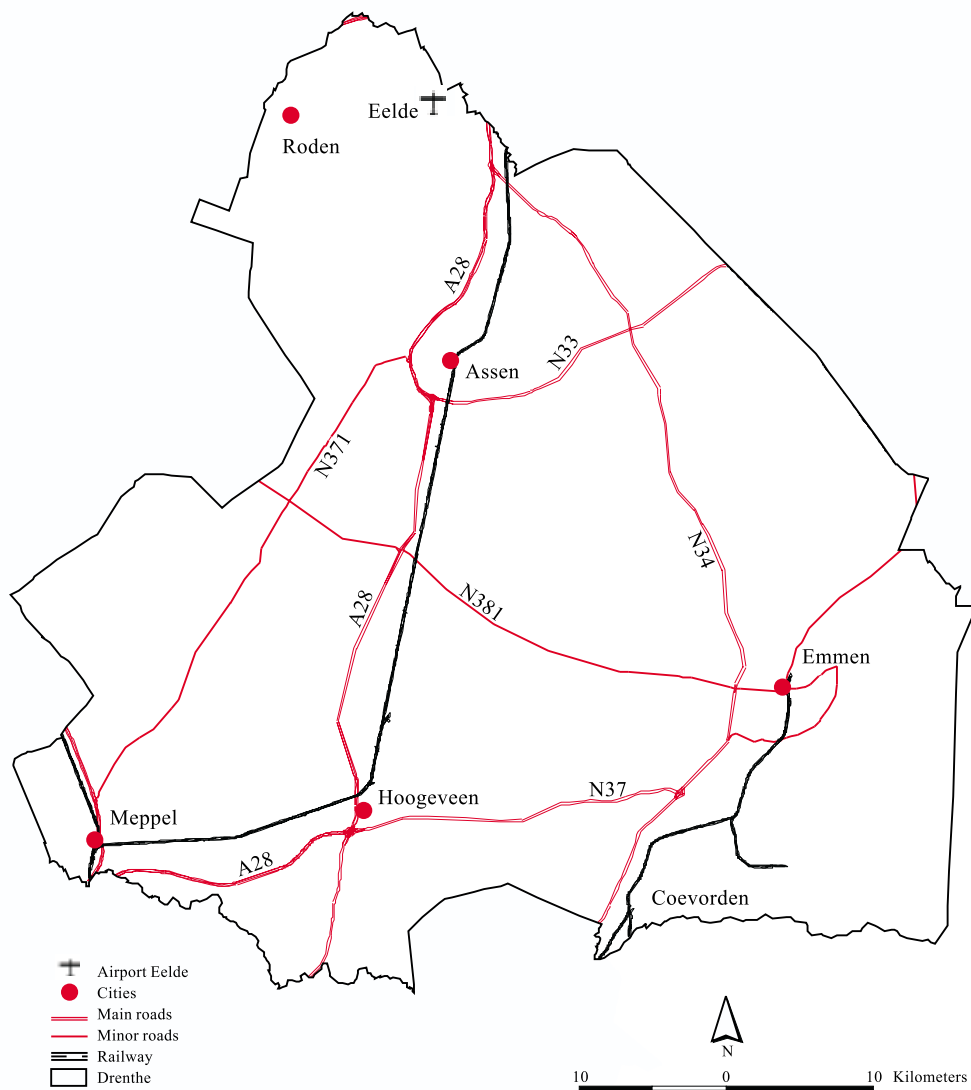 Eelde
Roden
A28
N33
Assen
N371
N34
A28
N381
Emmen
N37
Hoogeveen
Meppel
A28
Coevorden
Airport Eelde
Cities
Main roads
Minor roads
Railway
Drenthe
N
10 0 10 Kilometers